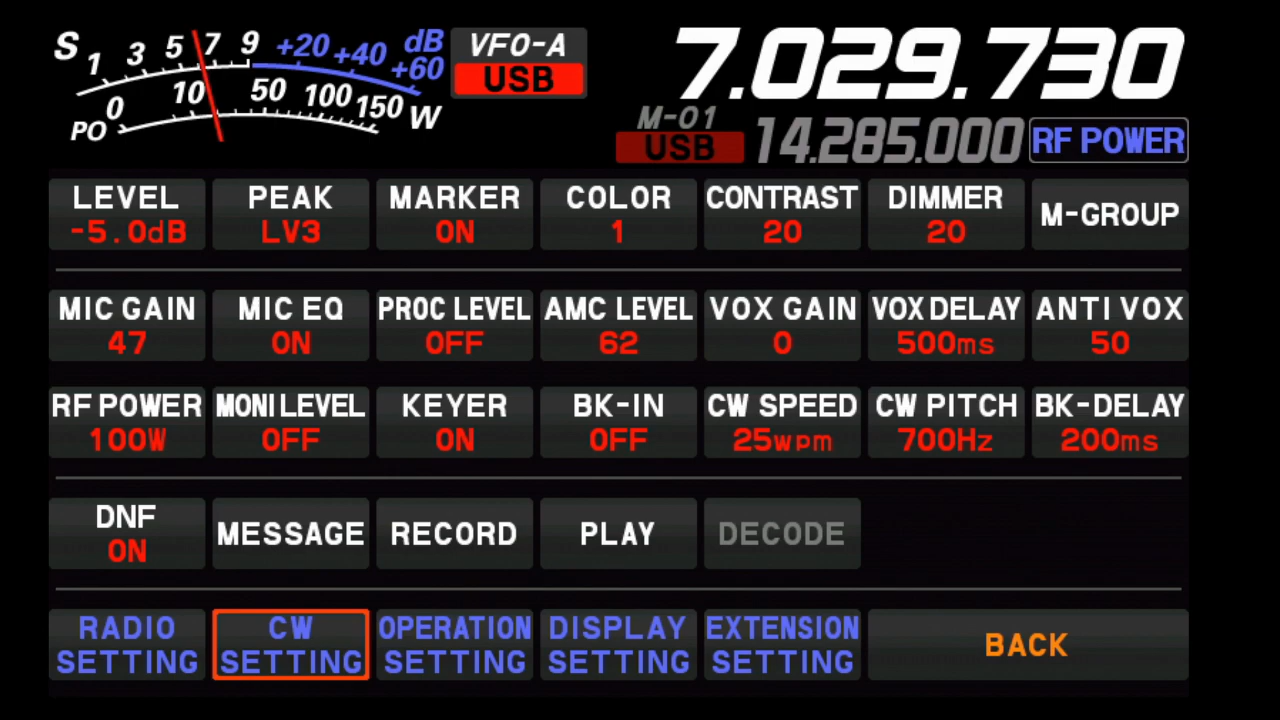 S 1 3 5 7 9 +20 +40 +60 dB
PO 0 10 50 100 150 W
VFO-A
USB
7.029.730
M-01
USB
14.285.000
RF POWER
LEVEL
-5.0dB
PEAK
LV3
MARKER
ON
COLOR
1
CONTRAST
20
DIMMER
20
M-GROUP
MIC GAIN
47
MIC EQ
ON
PROC LEVEL
OFF
AMC LEVEL
62
VOX GAIN
0
VOX DELAY
500ms
ANTI VOX
50
RF POWER
100W
MONI LEVEL
OFF
KEYER
ON
BK-IN
OFF
CW SPEED
25wpm
CW PITCH
700Hz
BK-DELAY
200ms
DNF
ON
MESSAGE
RECORD
PLAY
DECODE
RADIO
SETTING
CW
SETTING
OPERATION
SETTING
DISPLAY
SETTING
EXTENSION
SETTING
BACK